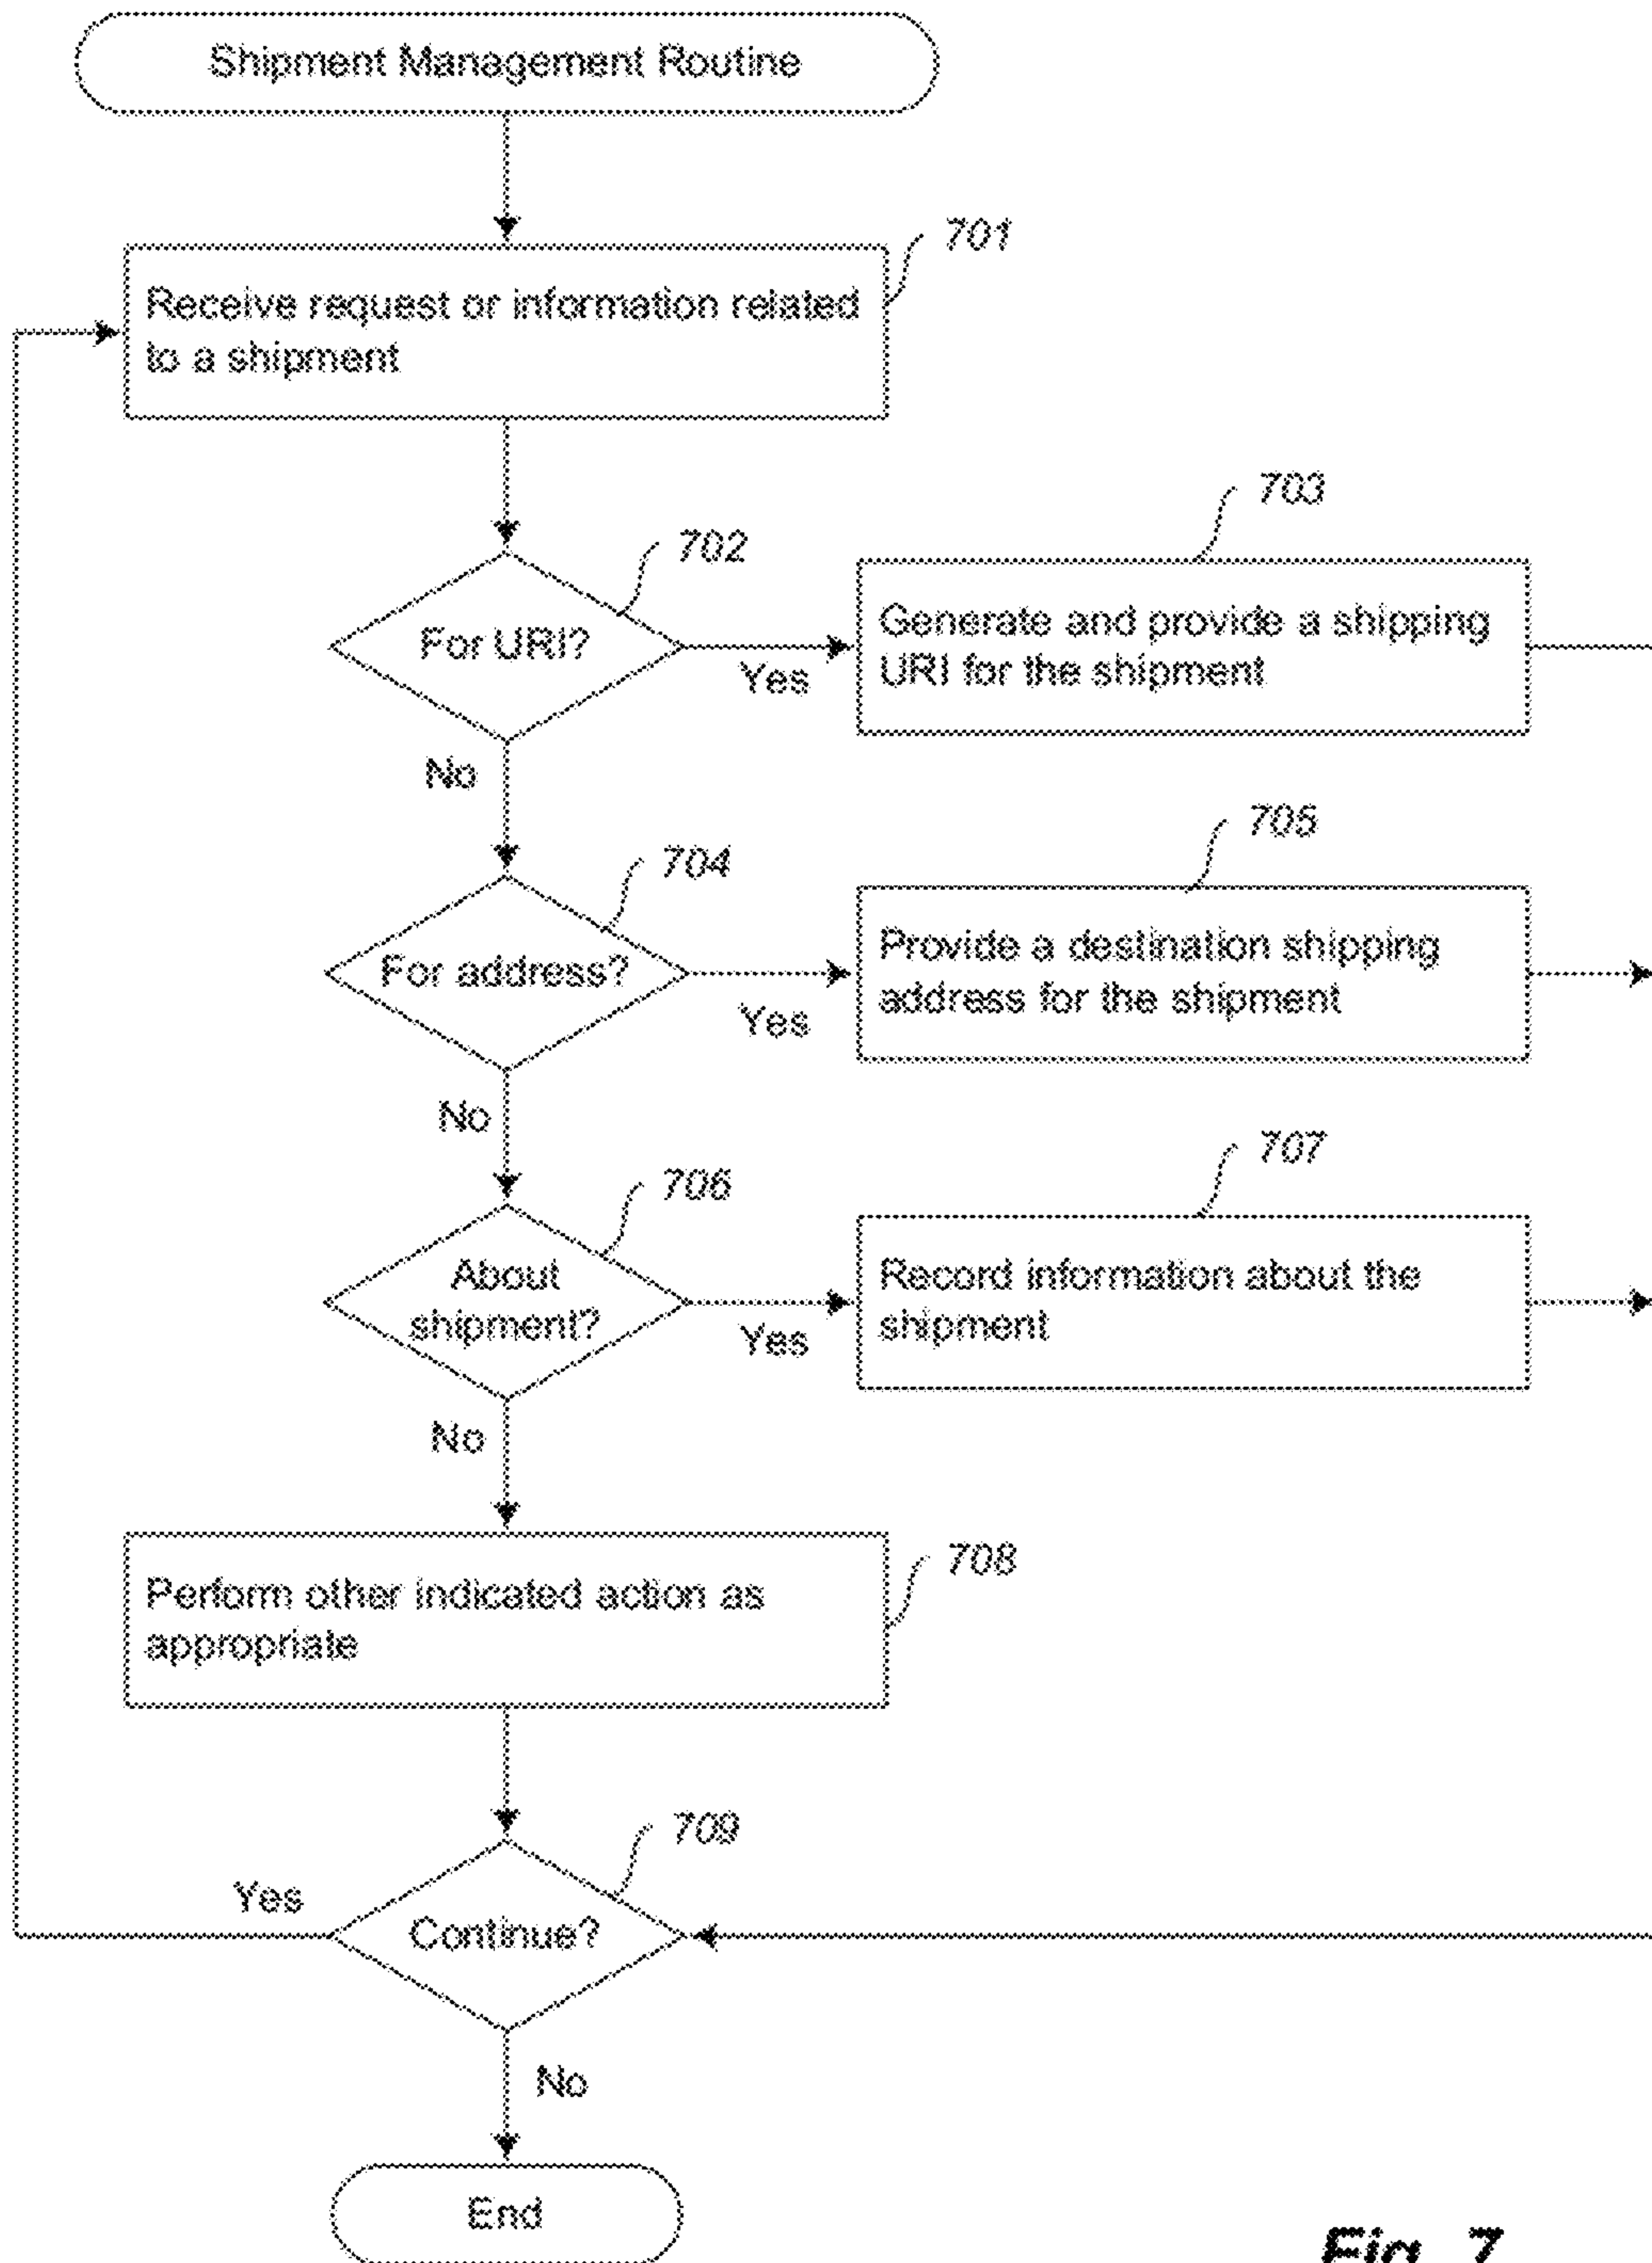 Shipment Management Routine
701
Receive request or information related
to a shipment
702
For URI?
Yes
No
703
Generate and provide a shipping
URI for the shipment
704
For address?
Yes
No
705
Provide a destination shipping
address for the shipment
706
About
shipment?
Yes
No
707
Record information about the
shipment
708
Perform other indicated action as
appropriate
709
Continue?
Yes
No
End
Fig. 7